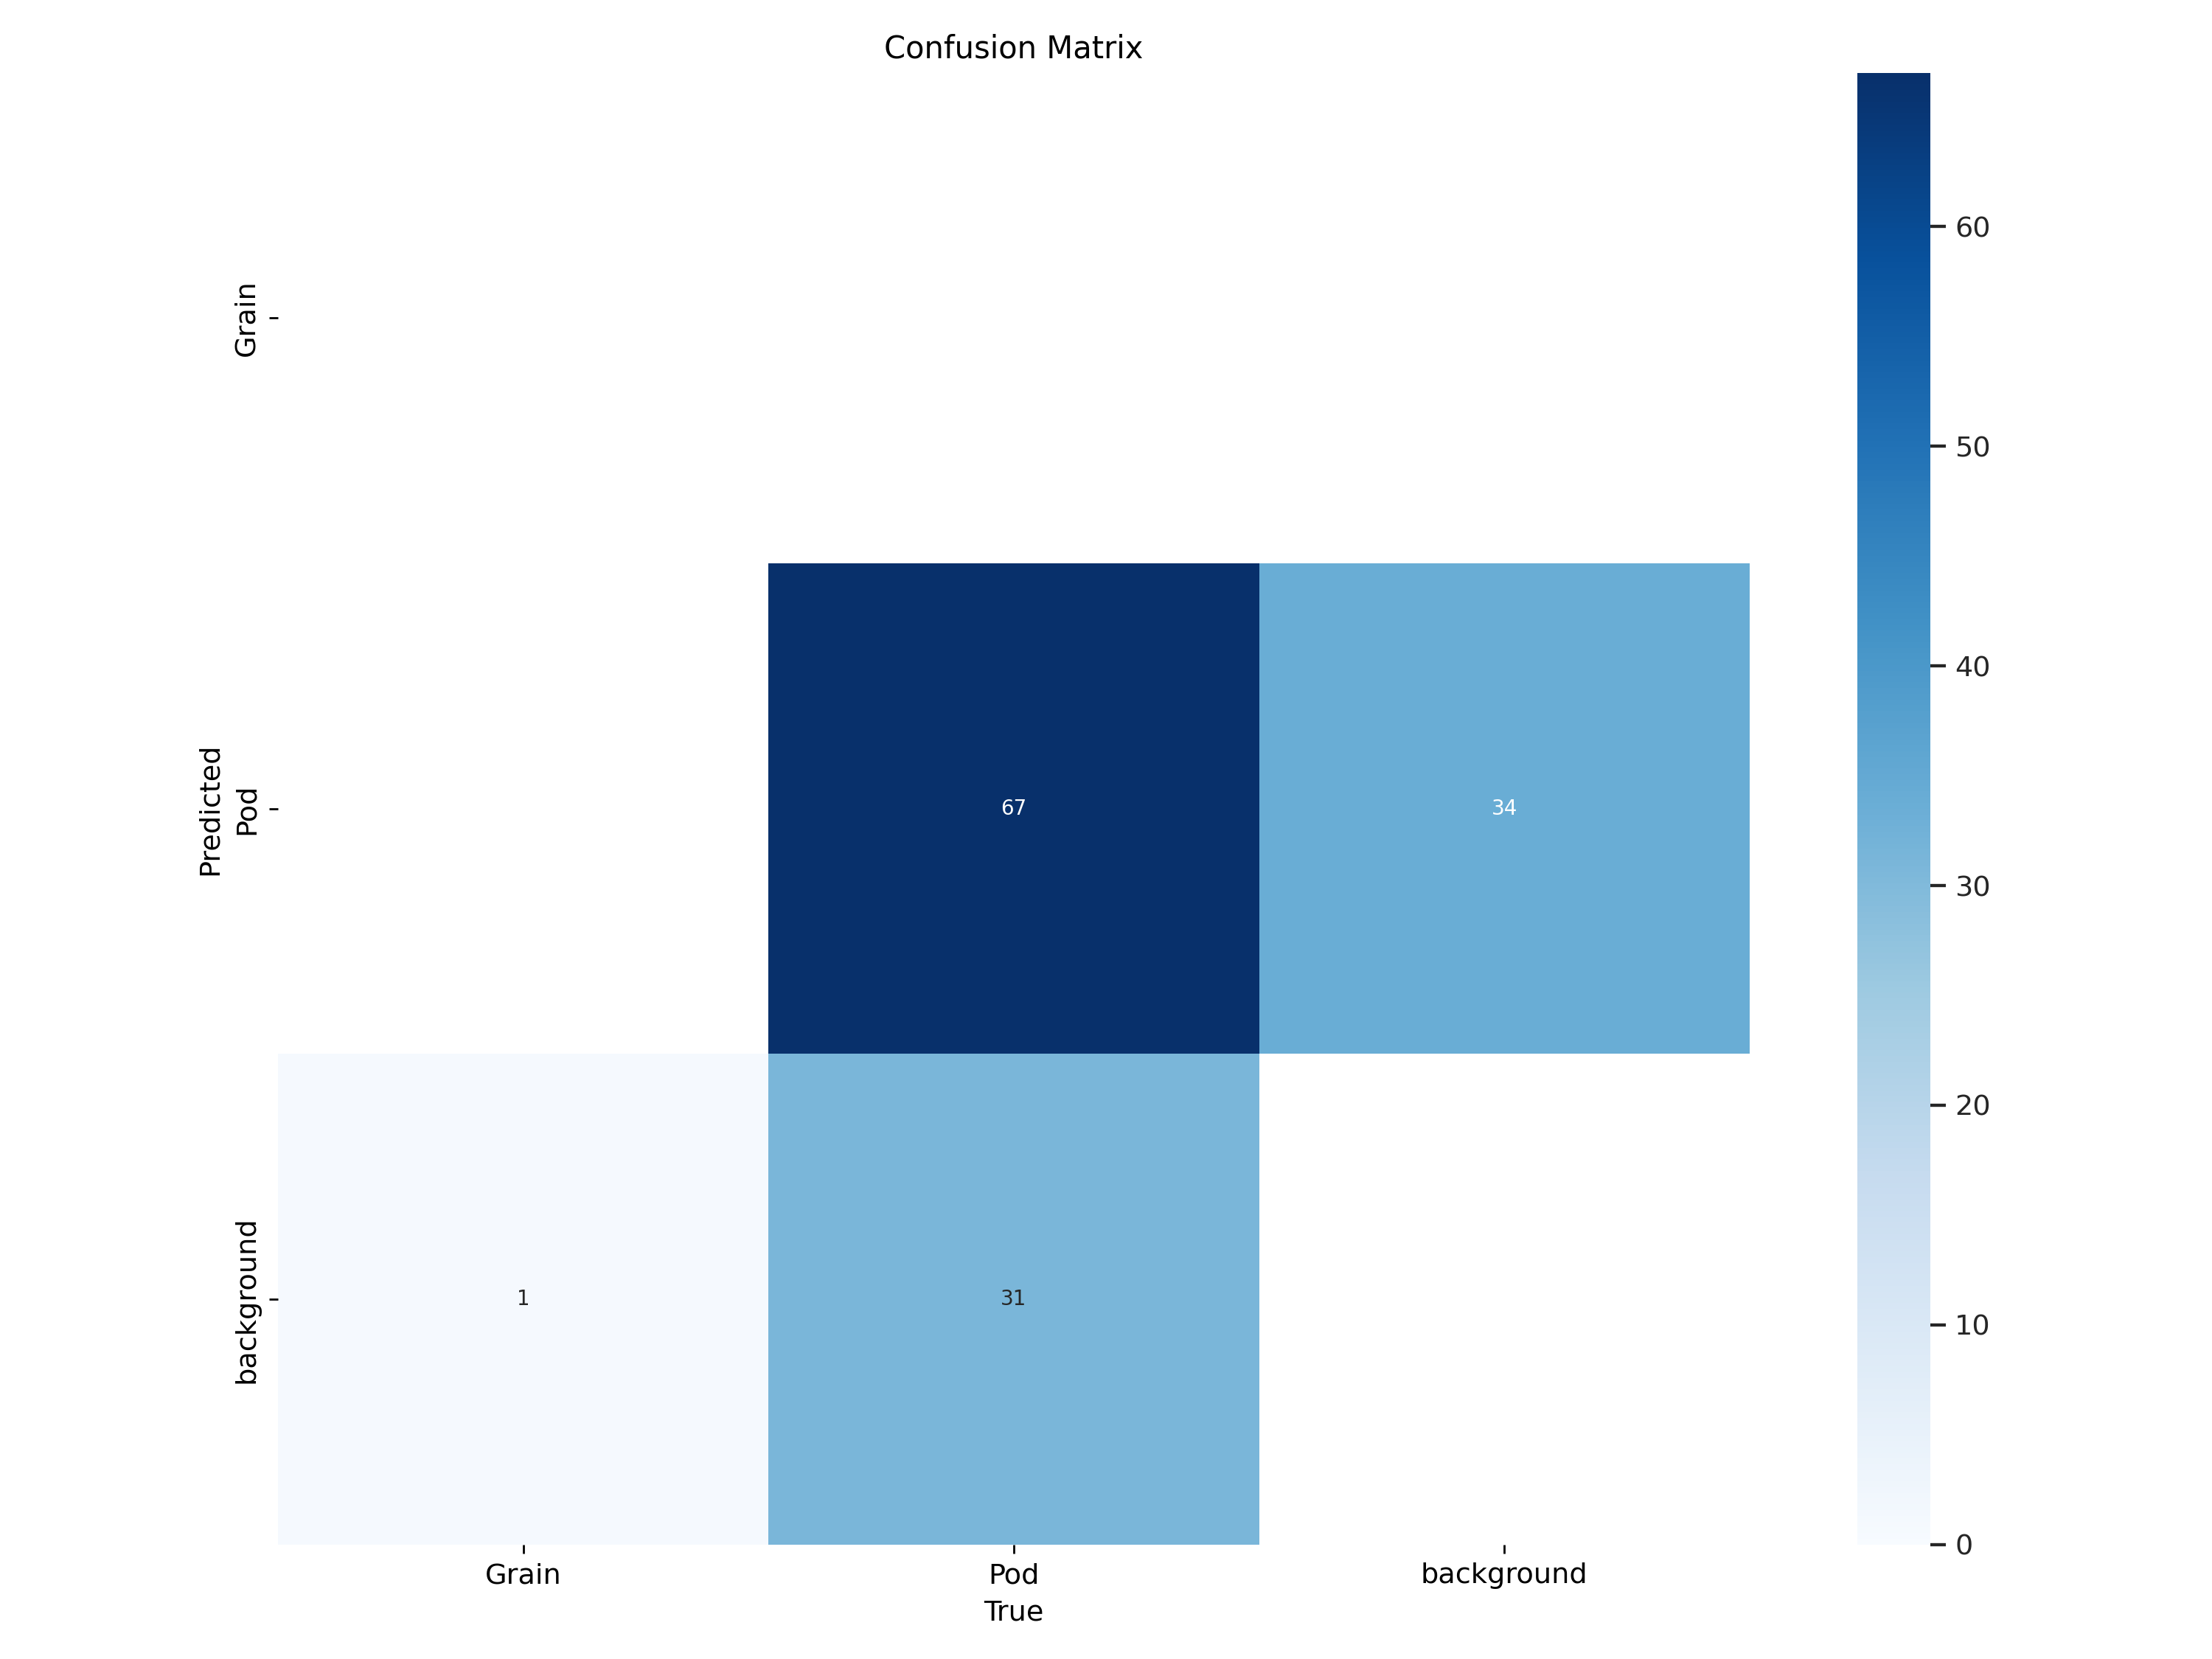 Confusion Matrix
Grain
Predicted
Pod
background
67
34
1
31
Grain
Pod
background
True
60
50
40
30
20
10
0